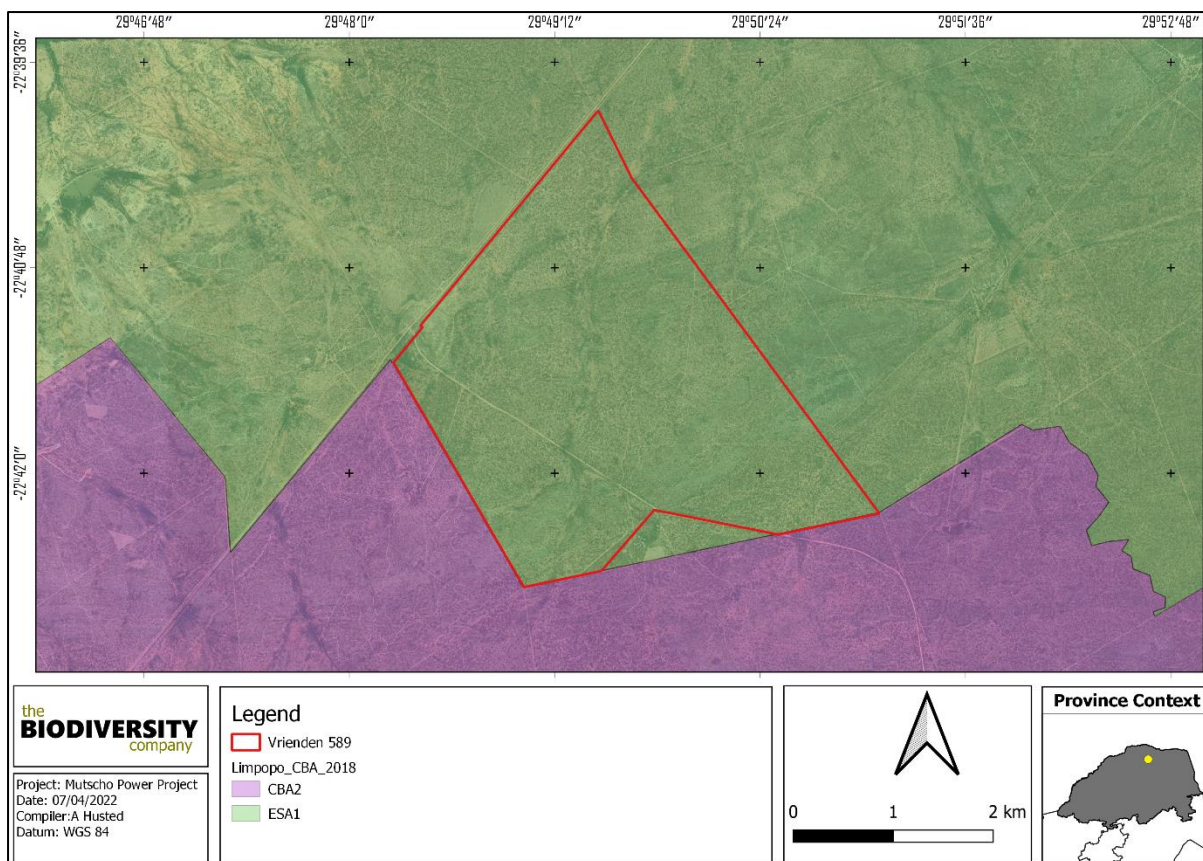 29°46'48" 29°48'0" 29°49'12" 29°50'24" 29°51'36" 29°52'48"
-22°39'36"
-22°40'48"
-22°42'0"
the
BIODIVERSITY
company
Project: Mutscho Power Project
Date: 07/04/2022
Compiler:A Husted
Datum: WGS 84
Legend
Vrienden 589
Limpopo_CBA_2018
CBA2
ESA1
0 1 2 km
Province Context